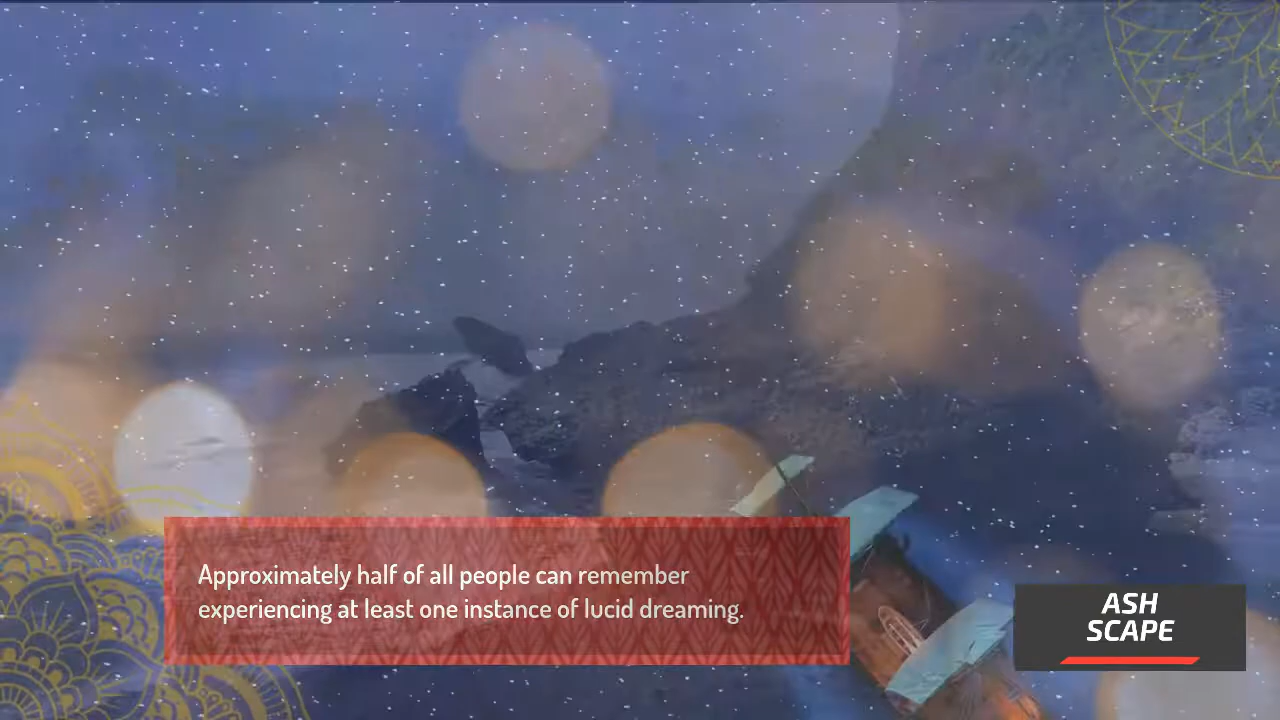 Approximately half of all people can remember
experiencing at least one instance of lucid dreaming.
ASH
SCAPE